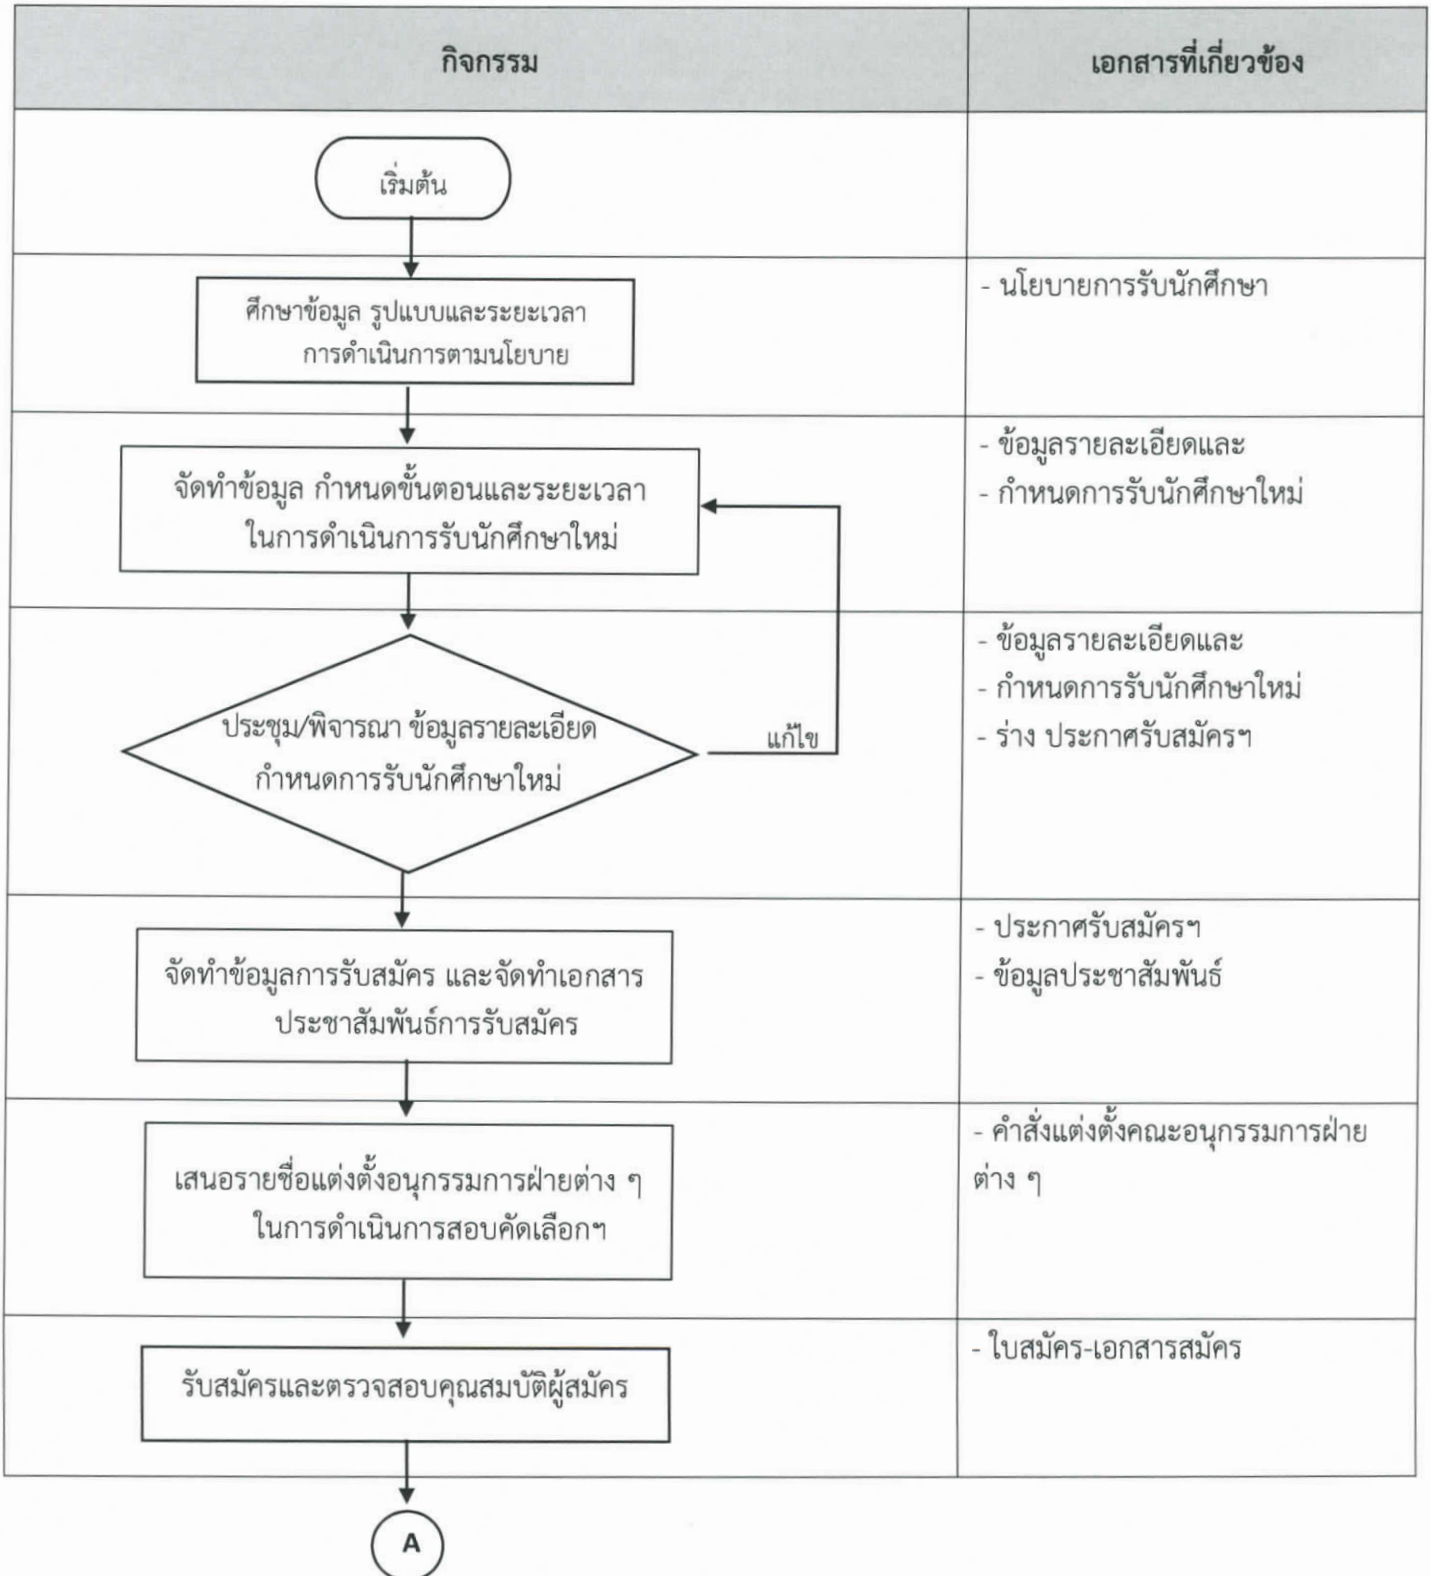 กิจกรรม
เอกสารที่เกี่ยวข้อง
เริ่มต้น
ศึกษาข้อมูล รูปแบบและระยะเวลา
การดำเนินการตามนโยบาย
- นโยบายการรับนักศึกษา
จัดทำข้อมูล กำหนดขั้นตอนและระยะเวลา
ในการดำเนินการรับนักศึกษาใหม่
- ข้อมูลรายละเอียดและ
- กำหนดการรับนักศึกษาใหม่
ประชุม/พิจารณา ข้อมูลรายละเอียด
กำหนดการรับนักศึกษาใหม่
แก้ไข
- ข้อมูลรายละเอียดและ
- กำหนดการรับนักศึกษาใหม่
- ร่าง ประกาศรับสมัครฯ
จัดทำข้อมูลการรับสมัคร และจัดทำเอกสาร
ประชาสัมพันธ์การรับสมัคร
- ประกาศรับสมัครฯ
- ข้อมูลประชาสัมพันธ์
เสนอรายชื่อแต่งตั้งอนุกรรมการฝ่ายต่าง ๆ
ในการดำเนินการสอบคัดเลือกฯ
- คำสั่งแต่งตั้งคณะอนุกรรมการฝ่าย
ต่าง ๆ
รับสมัครและตรวจสอบคุณสมบัติผู้สมัคร
- ใบสมัคร-เอกสารสมัคร
A